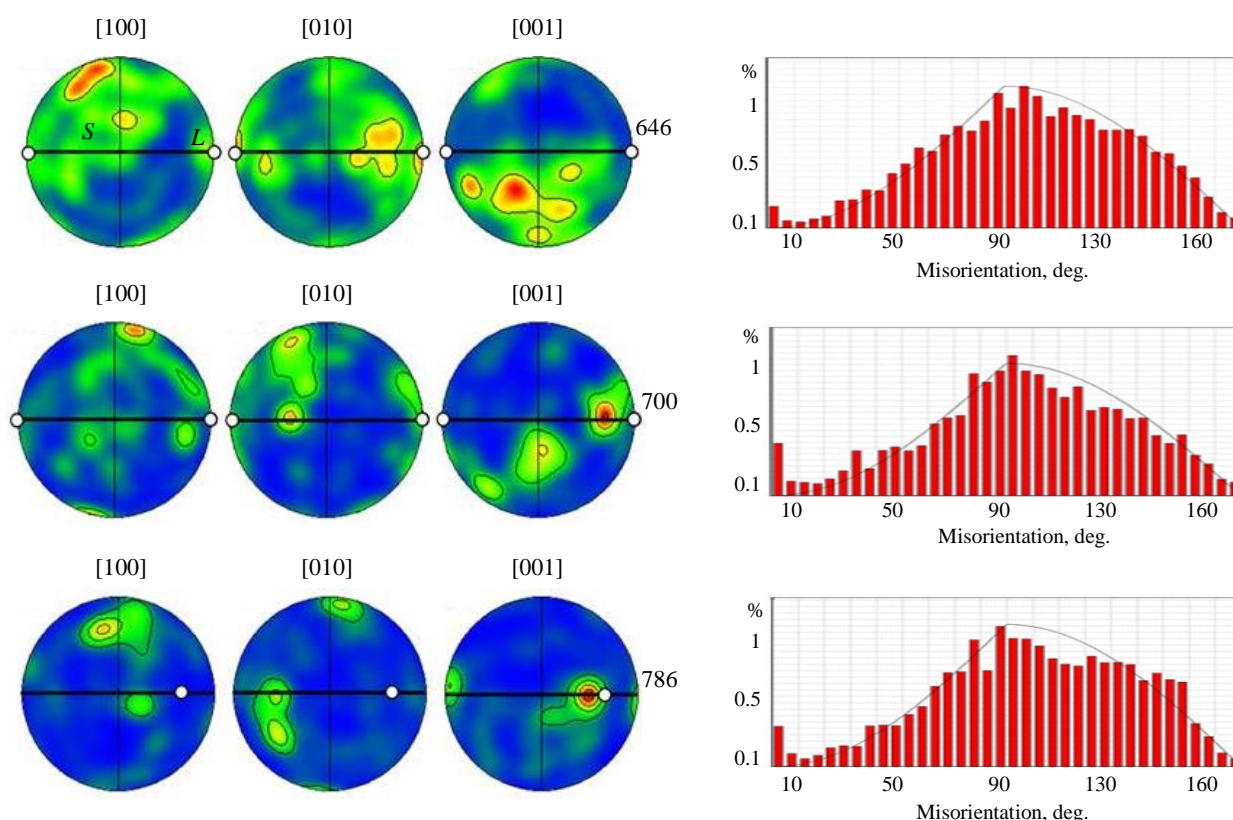 [100] [010] [001]
S L
646
%
1
0.5
0.1
10 50 90 130 160
Misorientation, deg.
[100] [010] [001]
700
%
1
0.5
0.1
10 50 90 130 160
Misorientation, deg.
[100] [010] [001]
786
%
1
0.5
0.1
10 50 90 130 160
Misorientation, deg.